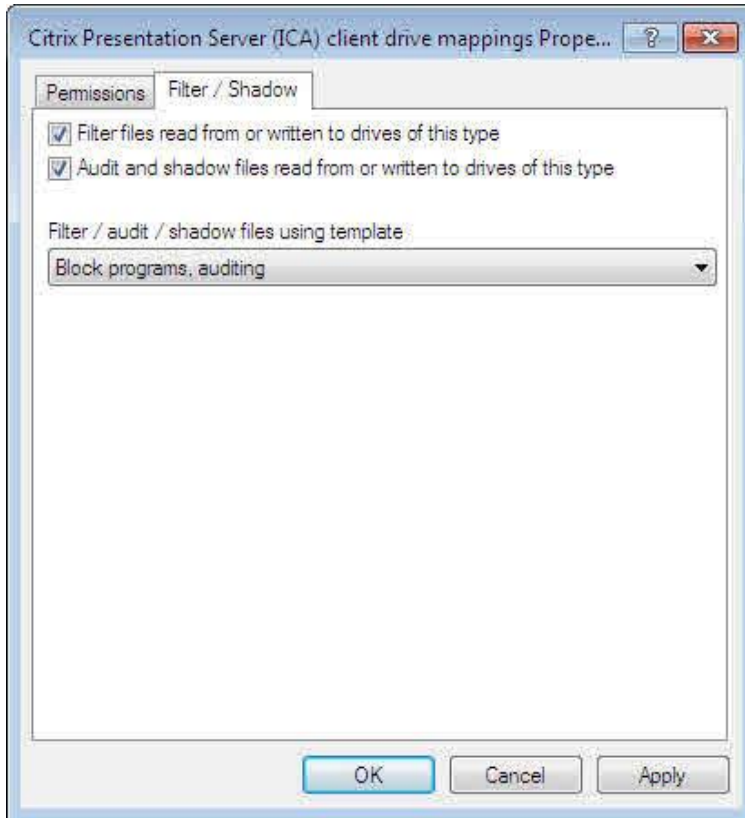 Citrix Presentation Server (ICA) client drive mappings Prope...
Permissions
Filter / Shadow
Filter files read from or written to drives of this type
Audit and shadow files read from or written to drives of this type
Filter / audit / shadow files using template
Block programs, auditing
OK
Cancel
Apply